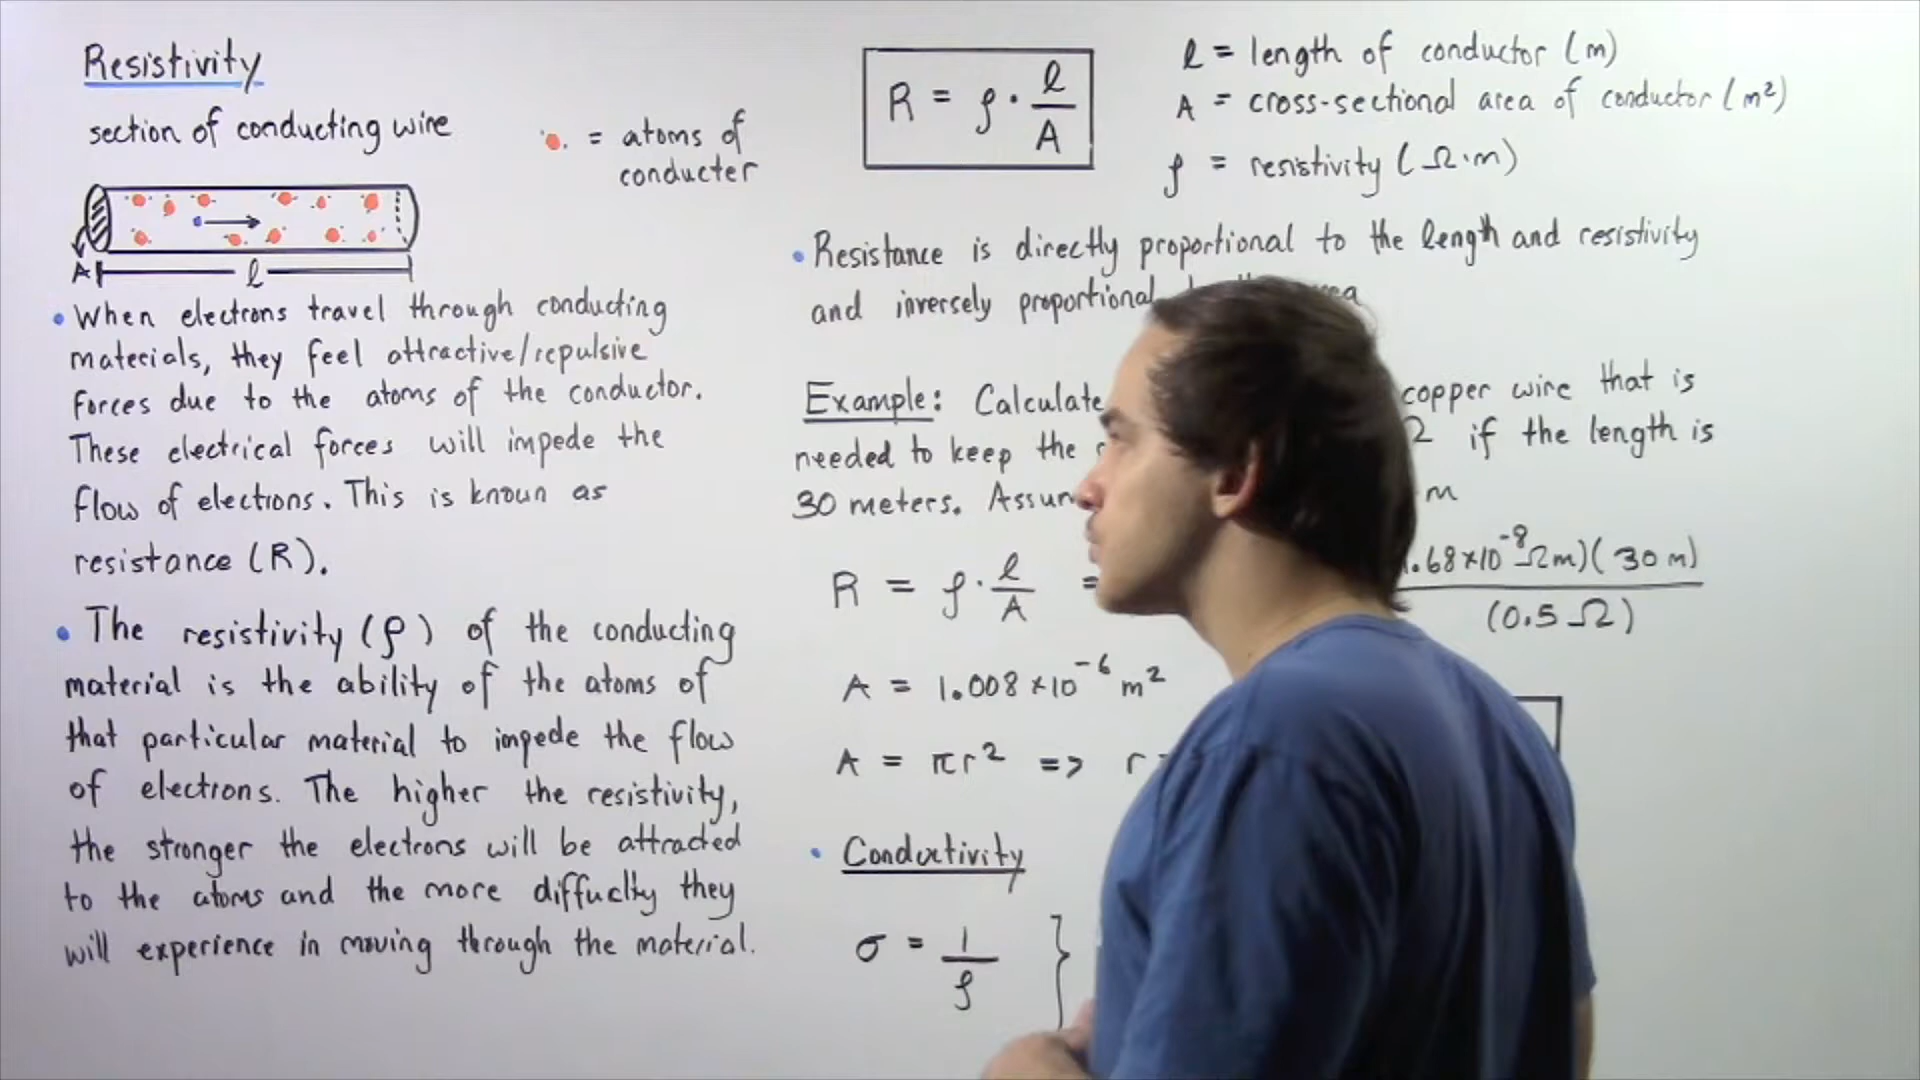 Resistivity
section of conducting wire
= atoms of
conducter
A
l
• When electrons travel through conducting
materials, they feel attractive/repulsive
forces due to the atoms of the conductor.
These electrical forces will impede the
flow of electrons. This is known as
resistance (R).
• The resistivity (ρ) of the conducting
material is the ability of the atoms of
that particular material to impede the flow
of electrons. The higher the resistivity,
the stronger the electrons will be attracted
to the atoms and the more diffuclty they
will experience in moving through the material.
R = ρ · l/A
l = length of conductor (m)
A = cross-sectional area of conductor (m²)
ρ = resistivity (Ω·m)
• Resistance is directly proportional to the length and resistivity
and inversely proportional
Example: Calculate copper wire that is
needed to keep the Ω if the length is
30 meters. m
R = ρ · l/A = .68×10⁻⁸Ωm)(30 m)/(0.5 Ω)
A = 1.008×10⁻⁶ m²
A = πr² => r
• Conductivity
σ = 1/ρ }